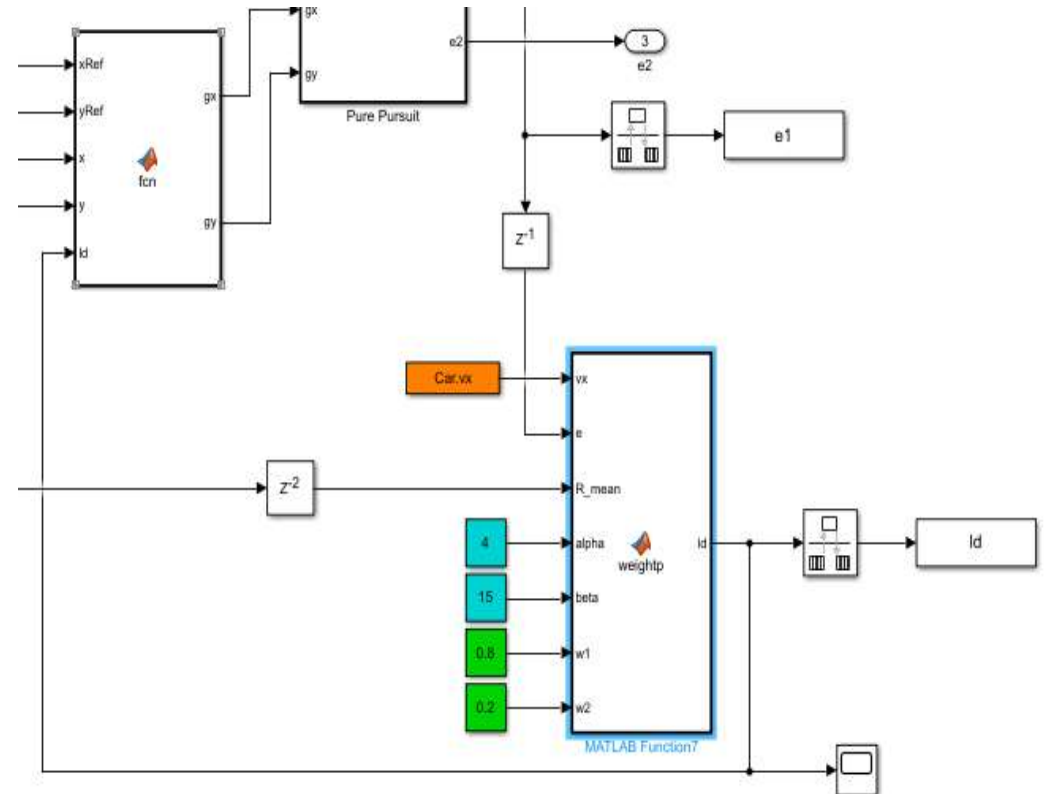 gx
xRef
e2
3
e2
gy
yRef
gx
Pure Pursuit
e1
x
fcn
y
gy
Z-1
ld
Car.vx
vx
e
Z-2
R_mean
4
alpha
ld
ld
weightp
15
beta
0.8
w1
0.2
w2
MATLAB Function7